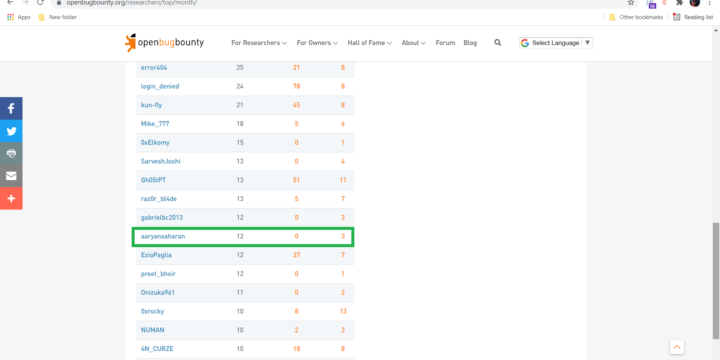 openbugbounty.org/researchers/top/month/
Apps New folder Other bookmarks Reading list
openbugbounty For Researchers For Owners Hall of Fame About Forum Blog Select Language
error404 25 21 8
login_denied 24 78 8
kun-fly 21 45 8
Mike_777 18 5 6
0xElkomy 15 0 1
SarveshJoshi 13 0 4
Gh05tPT 13 51 11
raz0r_bl4de 13 5 7
gabrielbc2013 12 0 3
aaryansaharan 12 0 3
EzioPaglia 12 37 7
preet_bhoir 12 0 1
Onizuka961 11 0 2
0xrocky 10 8 13
NUMAN 10 2 2
4N_CURZE 10 18 8